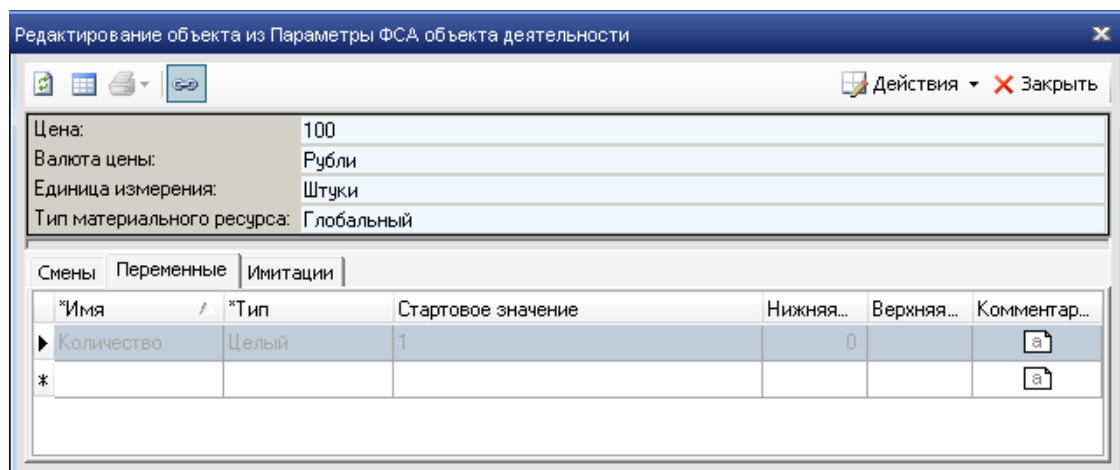 Редактирование объекта из Параметры ФСА объекта деятельности
Действия Закрыть
Цена: 100
Валюта цены: Рубли
Единица измерения: Штуки
Тип материального ресурса: Глобальный
Смены Переменные Имитации
*Имя *Тип Стартовое значение Нижняя... Верхняя... Комментар...
Количество Целый 1 0 a
* a